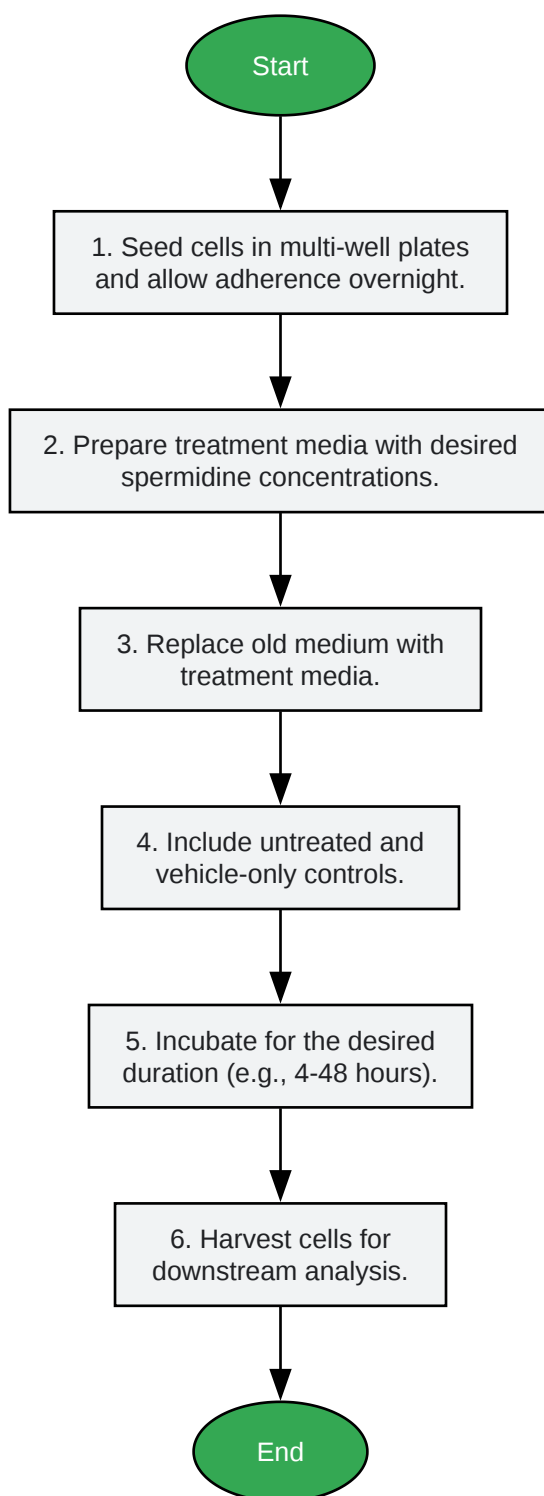 Start
1. Seed cells in multi-well plates
and allow adherence overnight.
2. Prepare treatment media with desired
spermidine concentrations.
3. Replace old medium with
treatment media.
4. Include untreated and
vehicle-only controls.
5. Incubate for the desired
duration (e.g., 4-48 hours).
6. Harvest cells for
downstream analysis.
End